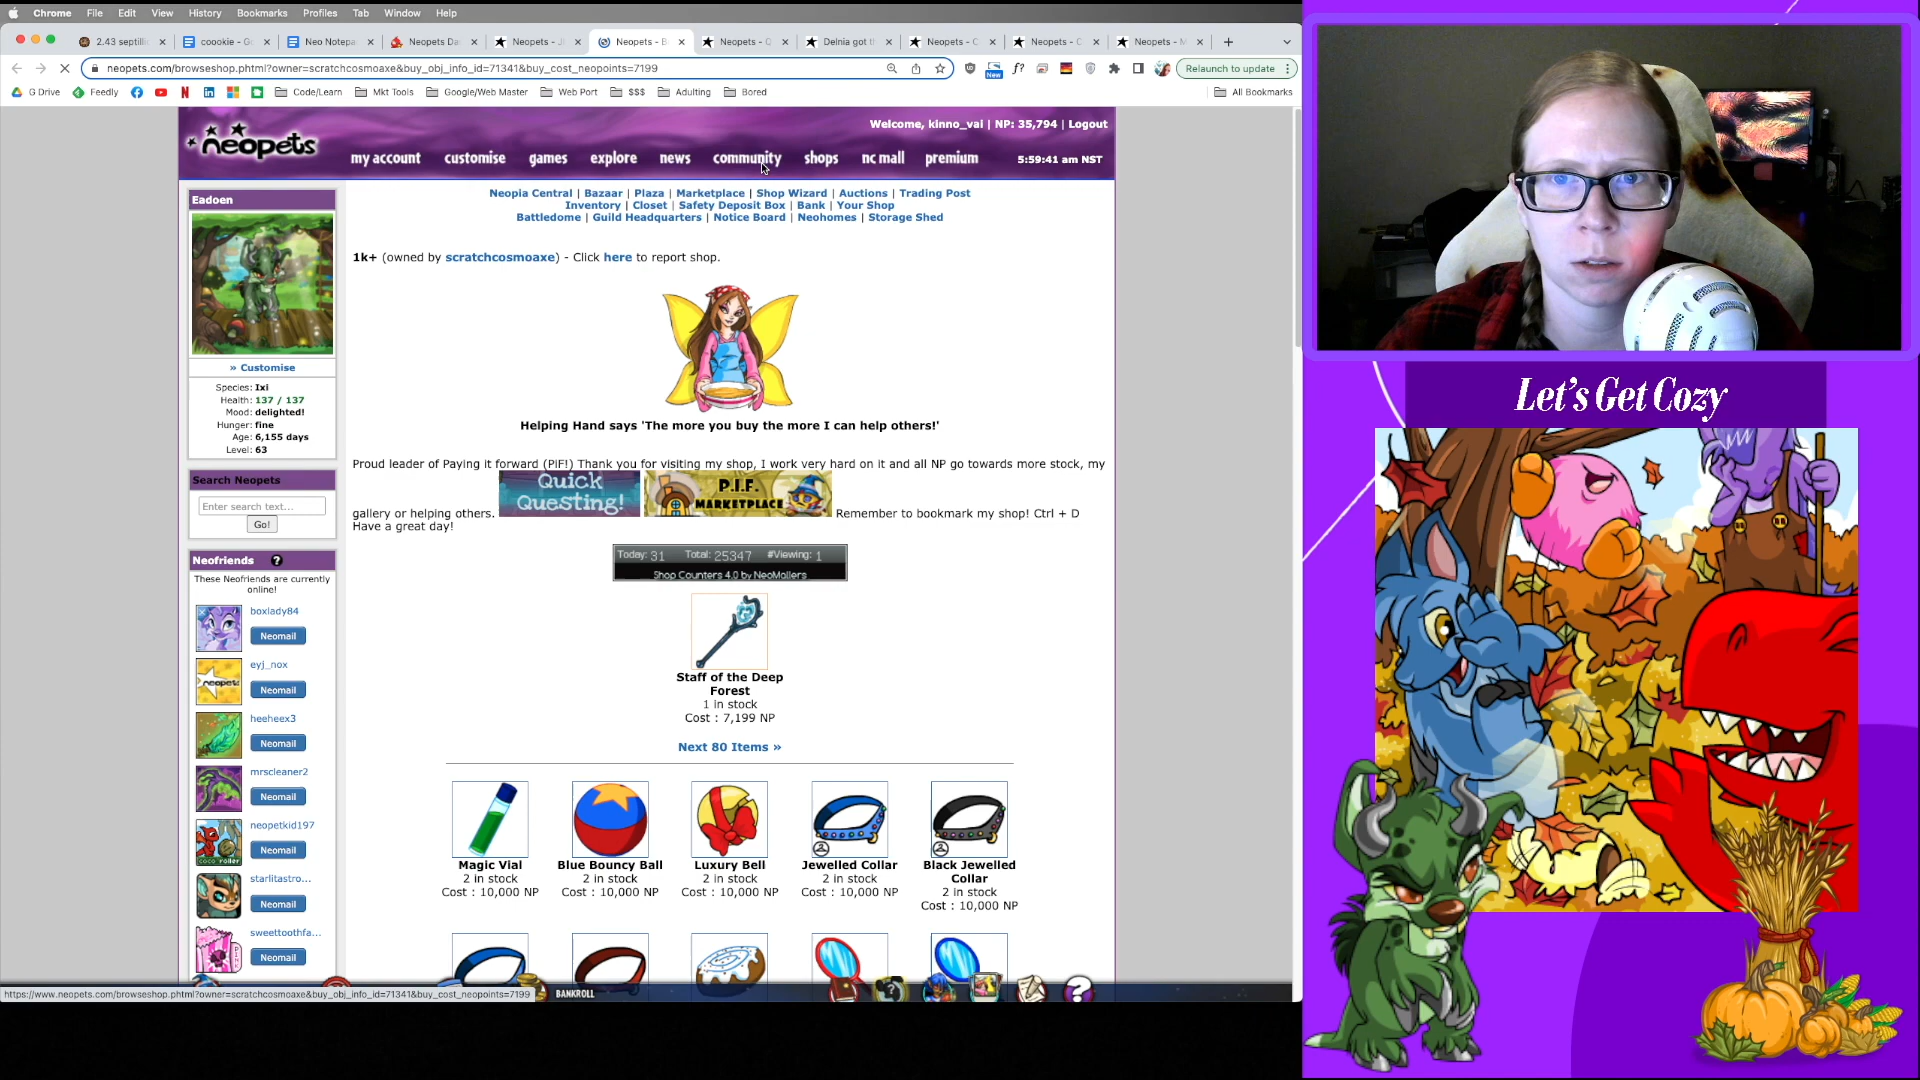 Chrome File Edit View History Bookmarks Profiles Tab Window Help
2.43 septilli
coookie - G
Neo Notepa
Neopets Da
Neopets - J
Neopets - B
Neopets -
Delnia got th
Neopets -
Neopets -
Neopets -
neopets.com/browseshop.phtml?owner=scratchcosmoaxe&buy_obj_info_id=71341&buy_cost_neopoints=7199
New
f?
Relaunch to update
G Drive Feedly Code/Learn Mkt Tools Google/Web Master Web Port $$$ Adulting Bored All Bookmarks
neopets
Welcome, kinno_vai | NP: 35,794 | Logout
my account customise games explore news community shops nc mall premium 5:59:41 am NST
Neopia Central | Bazaar | Plaza | Marketplace | Shop Wizard | Auctions | Trading Post
Inventory | Closet | Safety Deposit Box | Bank | Your Shop
Battledome | Guild Headquarters | Notice Board | Neohomes | Storage Shed
Eadoen
» Customise
Species: Ixi
Health: 137 / 137
Mood: delighted!
Hunger: fine
Age: 6,155 days
Level: 63
Search Neopets
Enter search text...
Go!
Neofriends ?
These Neofriends are currently
online!
boxlady84
Neomail
eyj_nox
neopets
Neomail
heeheex3
Neomail
mrscleaner2
Neomail
neopetkid197
Neomail
coco roller
starlitastro...
Neomail
sweettoothfa...
Neomail
1k+ (owned by scratchcosmoaxe) - Click here to report shop.
Helping Hand says 'The more you buy the more I can help others!'
Proud leader of Paying it forward (PiF!) Thank you for visiting my shop, I work very hard on it and all NP go towards more stock, my
gallery or helping others. Quick Questing! P.I.F. MARKETPLACE Remember to bookmark my shop! Ctrl + D
Have a great day!
Today: 31 Total: 25347 #Viewing: 1
Shop Counters 4.0 by NeoMallers
Staff of the Deep
Forest
1 in stock
Cost : 7,199 NP
Next 80 Items »
Magic Vial
2 in stock
Cost : 10,000 NP
Blue Bouncy Ball
2 in stock
Cost : 10,000 NP
Luxury Bell
2 in stock
Cost : 10,000 NP
Jewelled Collar
2 in stock
Cost : 10,000 NP
Black Jewelled
Collar
2 in stock
Cost : 10,000 NP
BANKROLL
https://www.neopets.com/browseshop.phtml?owner=scratchcosmoaxe&buy_obj_info_id=71341&buy_cost_neopoints=7199
Let's Get Cozy